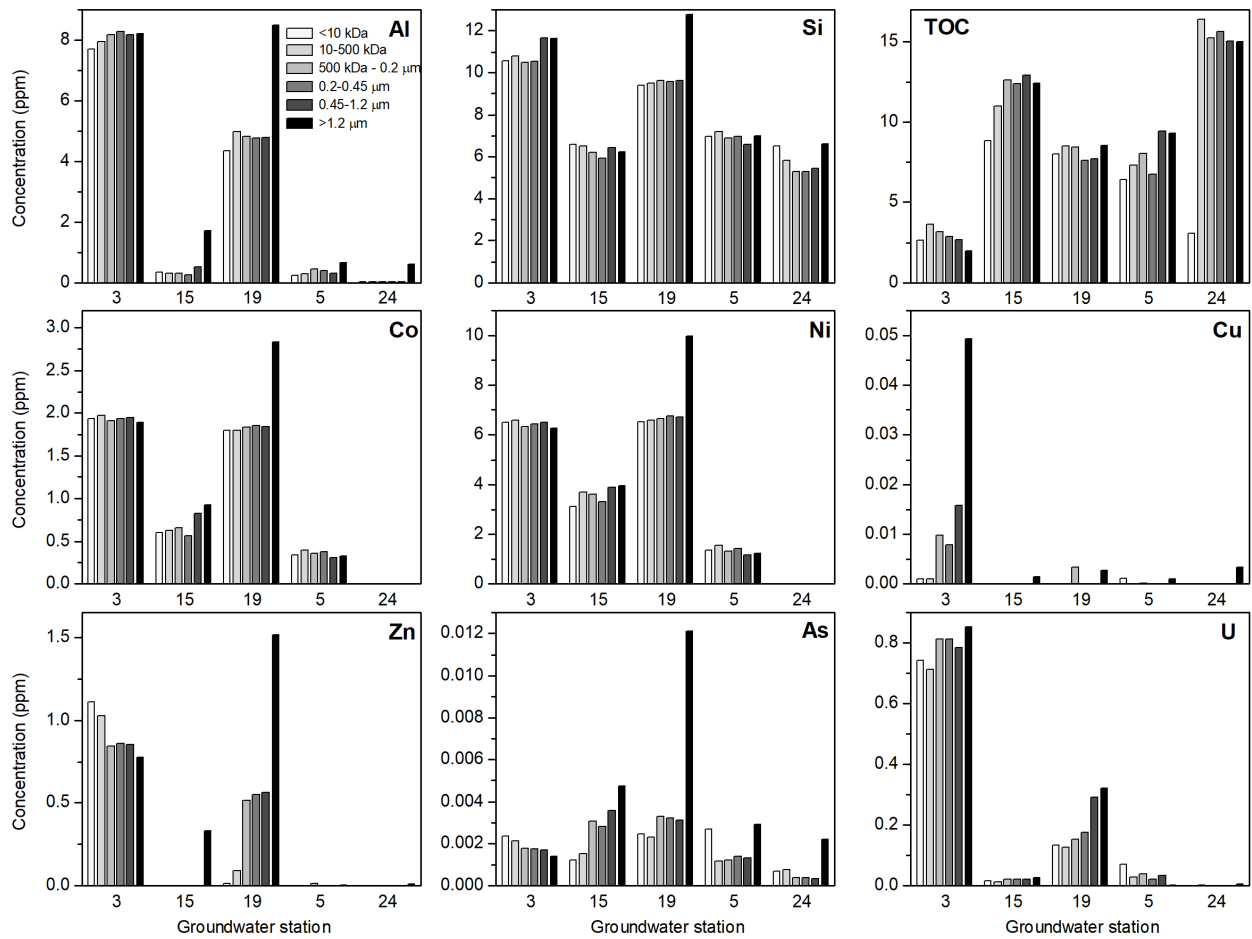 Al
<10 kDa
10-500 kDa
500 kDa - 0.2 μm
0.2-0.45 μm
0.45-1.2 μm
>1.2 μm
Concentration (ppm)
8
6
4
2
0
3 15 19 5 24
Si
12
10
8
6
4
2
0
3 15 19 5 24
TOC
15
10
5
0
3 15 19 5 24
Co
Concentration (ppm)
3.0
2.5
2.0
1.5
1.0
0.5
0.0
3 15 19 5 24
Ni
10
8
6
4
2
0
3 15 19 5 24
Cu
0.05
0.04
0.03
0.02
0.01
0.00
3 15 19 5 24
Zn
Concentration (ppm)
1.5
1.0
0.5
0.0
3 15 19 5 24
Groundwater station
As
0.012
0.010
0.008
0.006
0.004
0.002
0.000
3 15 19 5 24
Groundwater station
U
0.8
0.6
0.4
0.2
0.0
3 15 19 5 24
Groundwater station